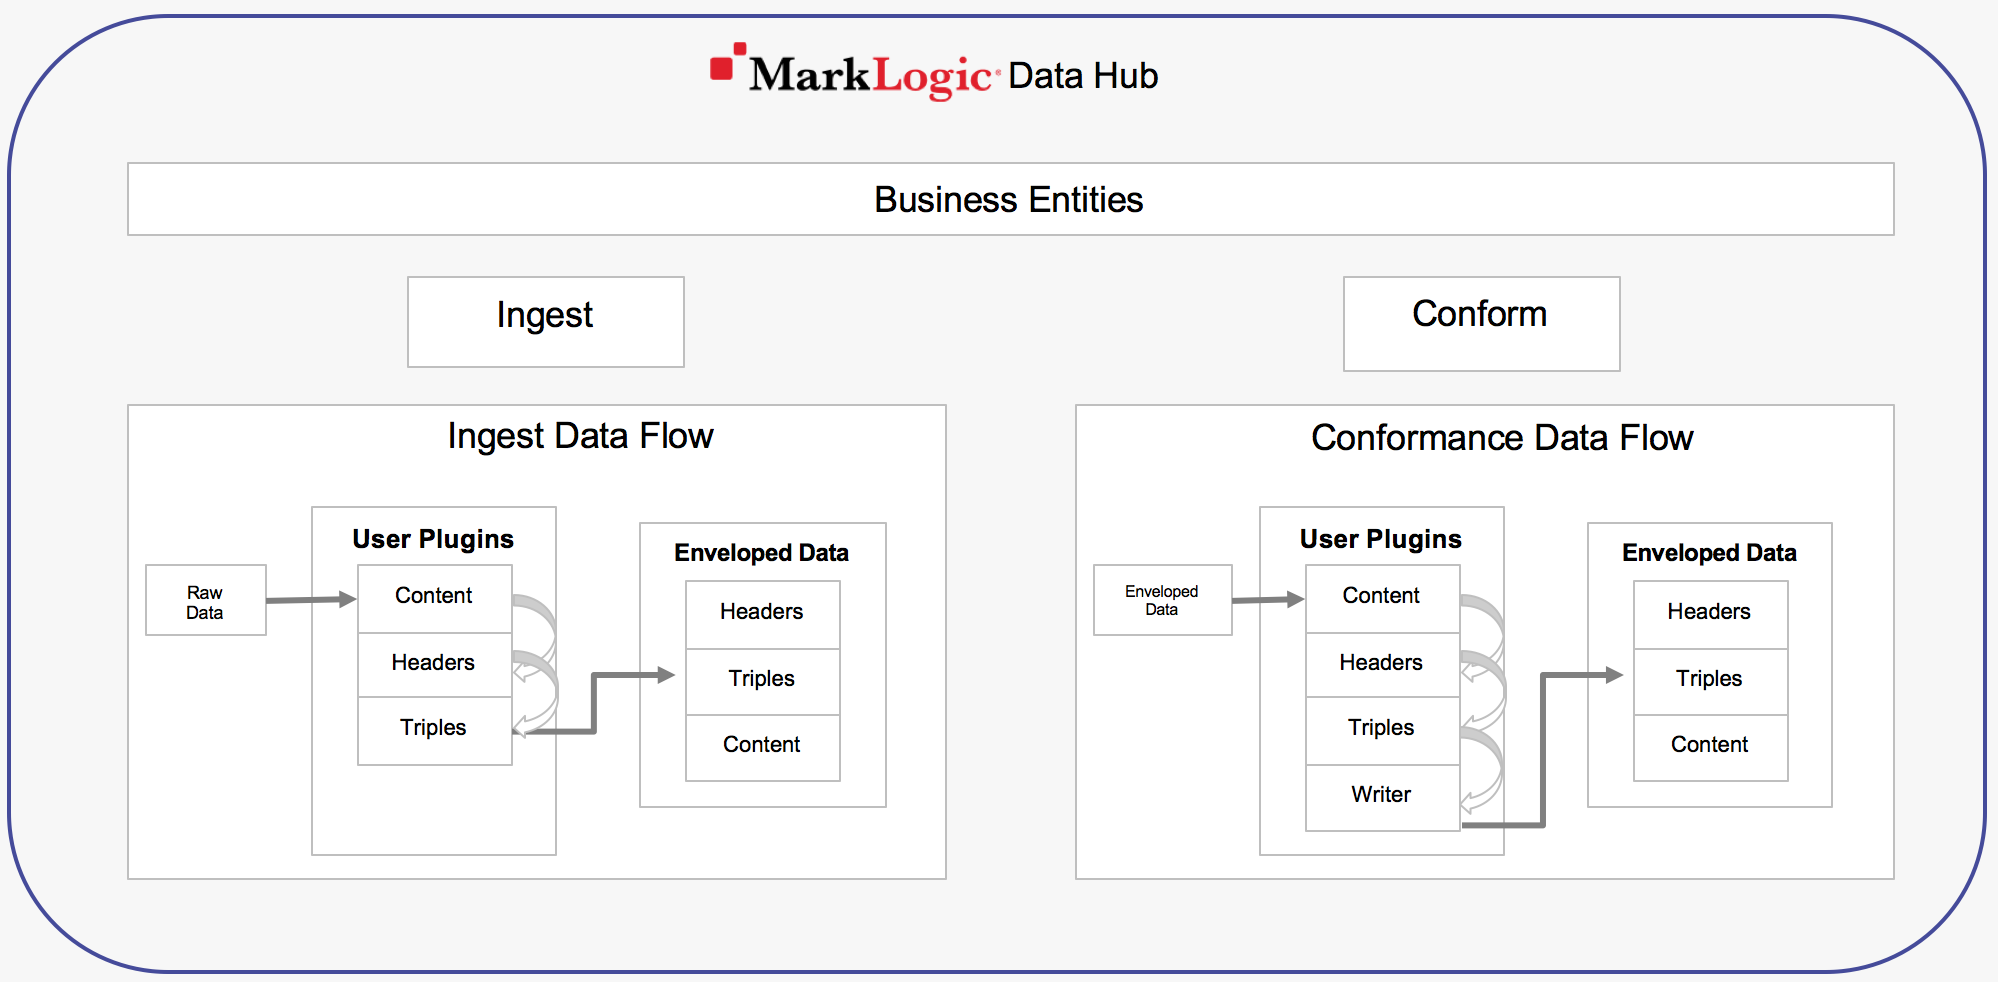 MarkLogic® Data Hub
Business Entities
Ingest
Conform
Ingest Data Flow
User Plugins
Raw
Data
Content
Headers
Triples
Enveloped Data
Headers
Triples
Content
Conformance Data Flow
User Plugins
Enveloped
Data
Content
Headers
Triples
Writer
Enveloped Data
Headers
Triples
Content